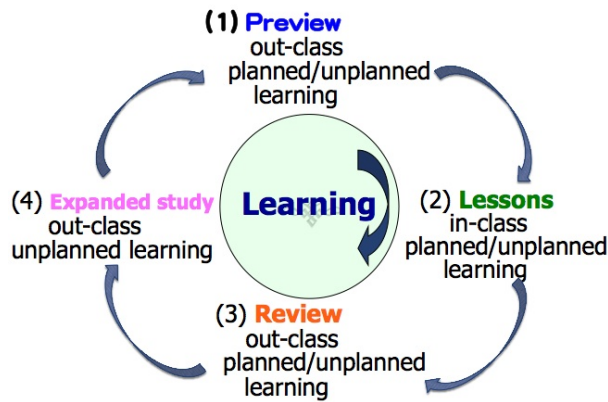 (1) Preview
out-class
planned/unplanned
learning
(2) Lessons
in-class
planned/unplanned
learning
(3) Review
out-class
planned/unplanned
learning
(4) Expanded study
out-class
unplanned learning
Learning